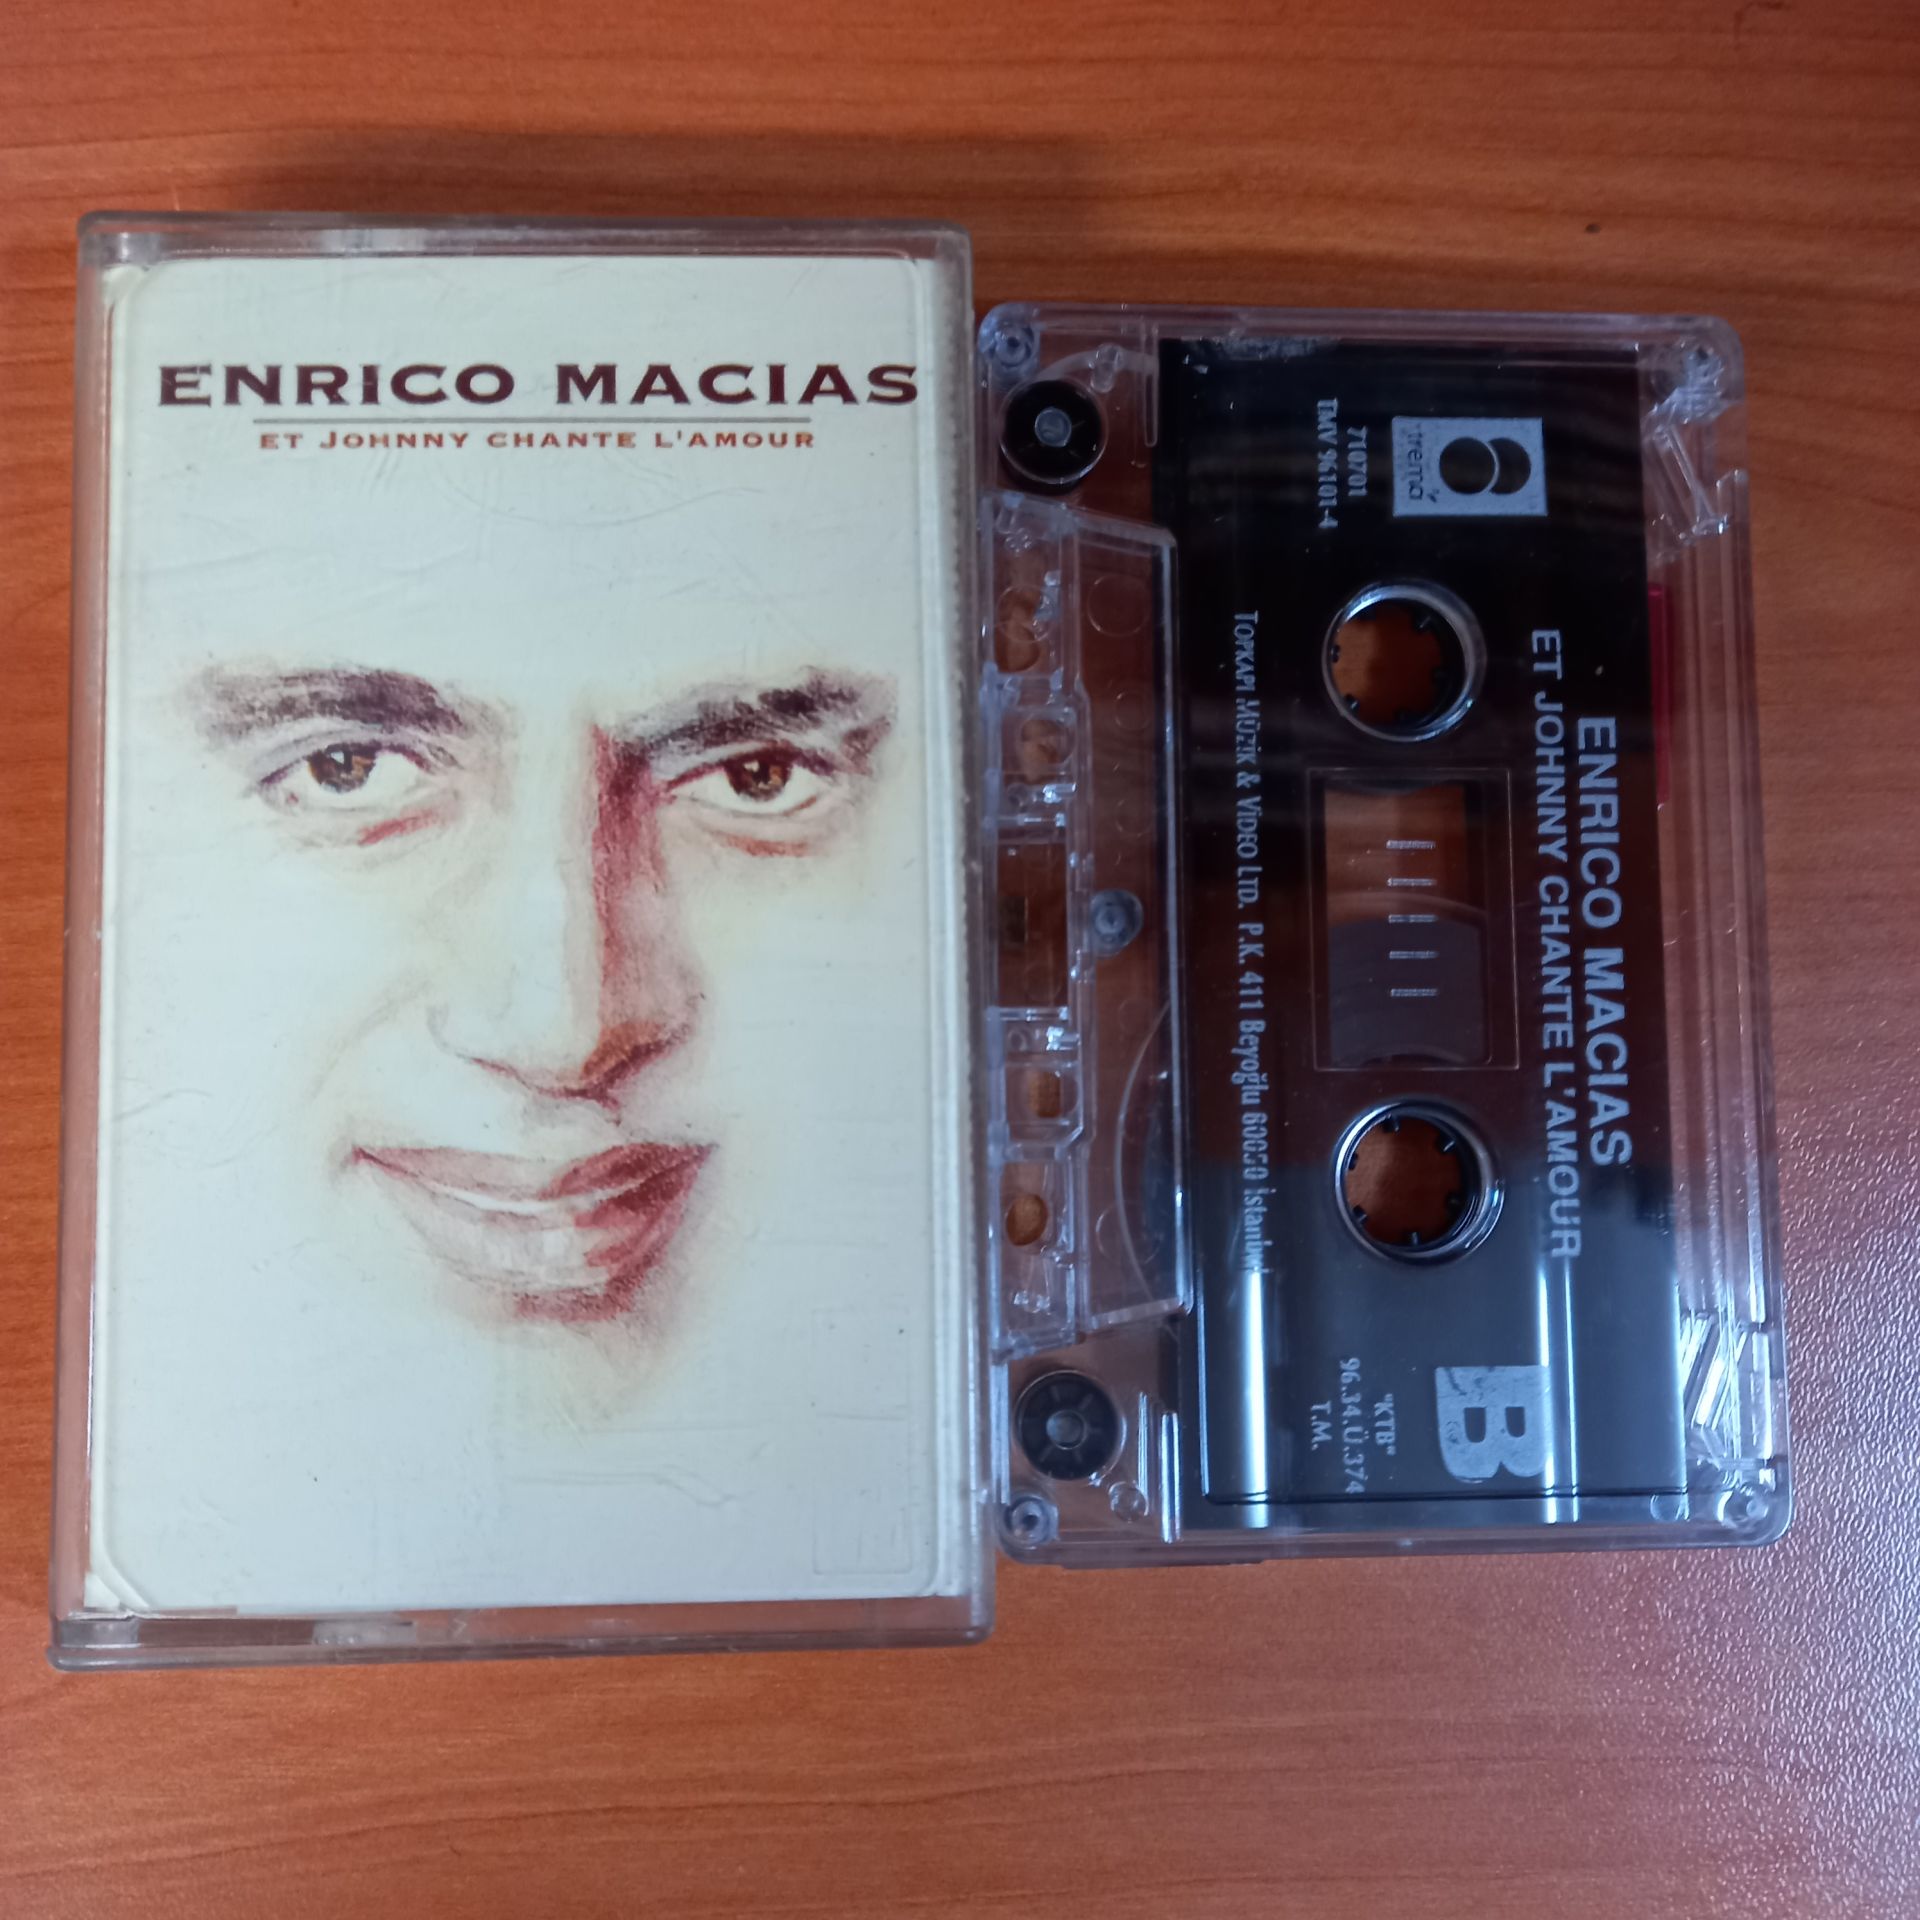 ENRICO MACIAS
ET JOHNNY CHANTE L'AMOUR
trema
710701
TMV 96101-4
ENRICO MACIAS
ET JOHNNY CHANTE L'AMOUR
TOPKAPI MÜZİK & VİDEO LTD. P.K. 411 Beyoğlu 80050 İstanbul
B
"KTB"
96.34.Ü.374
T.M.